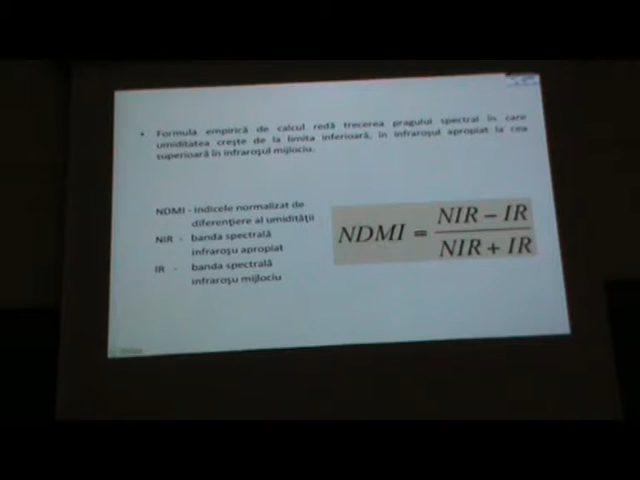 • Formula empirică de calcul redă trecerea pragului spectral în care
umiditatea crește de la limita inferioară, în infraroșul apropiat la cea
superioară în infraroșul mijlociu.
NDMI - indicele normalizat de
diferențiere al umidității
NIR - banda spectrală
infraroșu apropiat
IR - banda spectrală
infraroșu mijlociu
NDMI = (NIR − IR) / (NIR + IR)